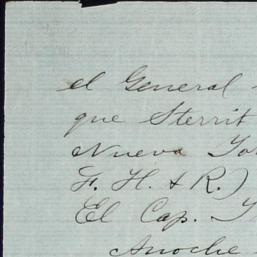 el General
que Sterrit
Nueva Yo
F. H. & R.)
El Cap.
Anoche